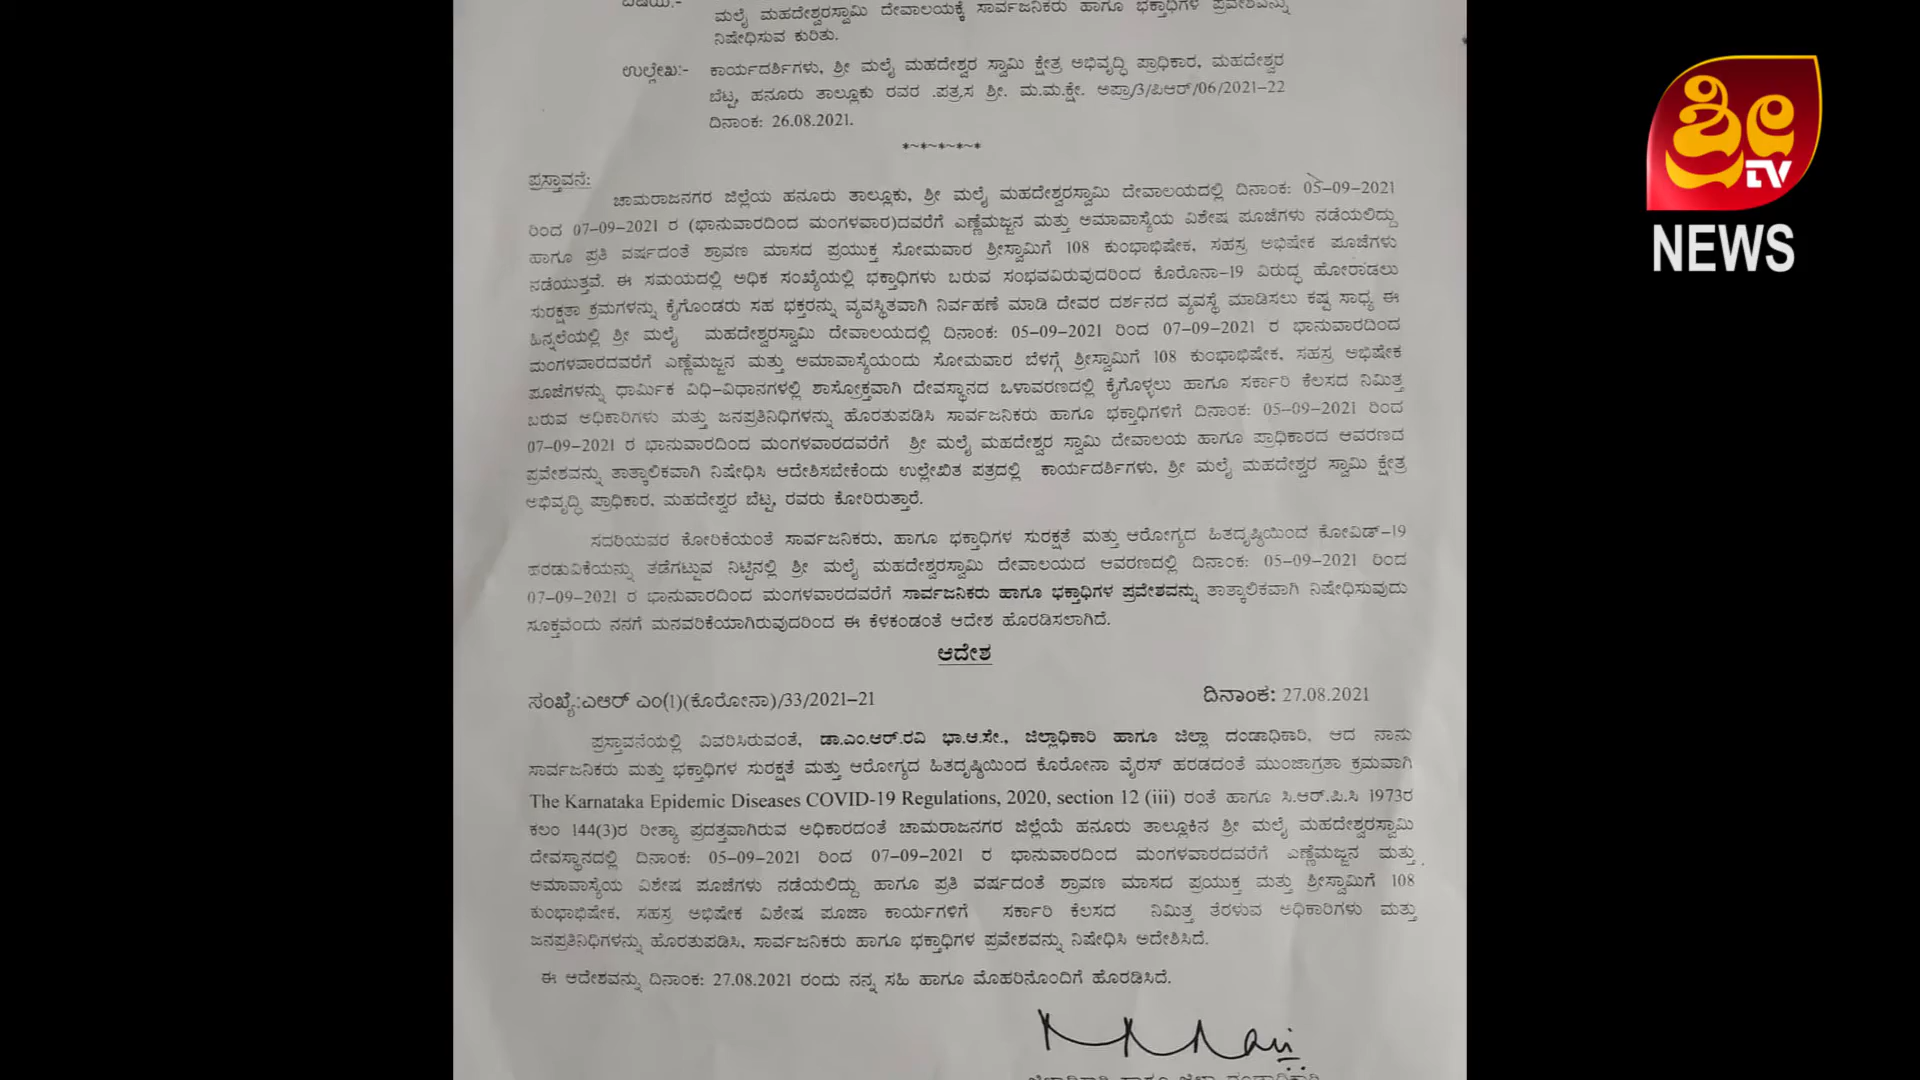 ವಿಷಯ:-
ಮಲೈ ಮಹದೇಶ್ವರಸ್ವಾಮಿ ದೇವಾಲಯಕ್ಕೆ ಸಾರ್ವಜನಿಕರು ಹಾಗೂ ಭಕ್ತಾಧಿಗಳ ಪ್ರವೇಶವನ್ನು
ನಿಷೇಧಿಸುವ ಕುರಿತು.
ಉಲ್ಲೇಖ:- ಕಾರ್ಯದರ್ಶಿಗಳು, ಶ್ರೀ ಮಲೈ ಮಹದೇಶ್ವರ ಸ್ವಾಮಿ ಕ್ಷೇತ್ರ ಅಭಿವೃದ್ಧಿ ಪ್ರಾಧಿಕಾರ, ಮಹದೇಶ್ವರ
ಬೆಟ್ಟ, ಹನೂರು ತಾಲ್ಲೂಕು ರವರ .ಪತ್ರ.ಸ ಶ್ರೀ. ಮ.ಮ.ಕ್ಷೇ. ಅಪ್ರಾ/3/ಪಿಆರ್/06/2021-22
ದಿನಾಂಕ: 26.08.2021.
*~*~*~*~*
ಪ್ರಸ್ತಾವನೆ:
ಚಾಮರಾಜನಗರ ಜಿಲ್ಲೆಯ ಹನೂರು ತಾಲ್ಲೂಕು, ಶ್ರೀ ಮಲೈ ಮಹದೇಶ್ವರಸ್ವಾಮಿ ದೇವಾಲಯದಲ್ಲಿ ದಿನಾಂಕ: 05-09-2021
ರಿಂದ 07-09-2021 ರ (ಭಾನುವಾರದಿಂದ ಮಂಗಳವಾರ)ದವರೆಗೆ ಎಣ್ಣೆಮಜ್ಜನ ಮತ್ತು ಅಮಾವಾಸ್ಯೆಯ ವಿಶೇಷ ಪೂಜೆಗಳು ನಡೆಯಲಿದ್ದು
ಹಾಗೂ ಪ್ರತಿ ವರ್ಷದಂತೆ ಶ್ರಾವಣ ಮಾಸದ ಪ್ರಯುಕ್ತ ಸೋಮವಾರ ಶ್ರೀಸ್ವಾಮಿಗೆ 108 ಕುಂಭಾಭಿಷೇಕ, ಸಹಸ್ರ ಅಭಿಷೇಕ ಪೂಜೆಗಳು
ನಡೆಯುತ್ತವೆ. ಈ ಸಮಯದಲ್ಲಿ ಅಧಿಕ ಸಂಖ್ಯೆಯಲ್ಲಿ ಭಕ್ತಾಧಿಗಳು ಬರುವ ಸಂಭವವಿರುವುದರಿಂದ ಕೊರೊನಾ-19 ವಿರುದ್ಧ ಹೋರಾಡಲು
ಸುರಕ್ಷತಾ ಕ್ರಮಗಳನ್ನು ಕೈಗೊಂಡರು ಸಹ ಭಕ್ತರನ್ನು ವ್ಯವಸ್ಥಿತವಾಗಿ ನಿರ್ವಹಣೆ ಮಾಡಿ ದೇವರ ದರ್ಶನದ ವ್ಯವಸ್ಥೆ ಮಾಡಿಸಲು ಕಷ್ಟ ಸಾಧ್ಯ ಈ
ಹಿನ್ನಲೆಯಲ್ಲಿ ಶ್ರೀ ಮಲೈ ಮಹದೇಶ್ವರಸ್ವಾಮಿ ದೇವಾಲಯದಲ್ಲಿ ದಿನಾಂಕ: 05-09-2021 ರಿಂದ 07-09-2021 ರ ಭಾನುವಾರದಿಂದ
ಮಂಗಳವಾರದವರೆಗೆ ಎಣ್ಣೆಮಜ್ಜನ ಮತ್ತು ಅಮಾವಾಸ್ಯೆಯಂದು ಸೋಮವಾರ ಬೆಳಗ್ಗೆ ಶ್ರೀಸ್ವಾಮಿಗೆ 108 ಕುಂಭಾಭಿಷೇಕ, ಸಹಸ್ರ ಅಭಿಷೇಕ
ಪೂಜೆಗಳನ್ನು ಧಾರ್ಮಿಕ ವಿಧಿ-ವಿಧಾನಗಳಲ್ಲಿ ಶಾಸ್ರೋಕ್ತವಾಗಿ ದೇವಸ್ಥಾನದ ಒಳಾವರಣದಲ್ಲಿ ಕೈಗೊಳ್ಳಲು ಹಾಗೂ ಸರ್ಕಾರಿ ಕೆಲಸದ ನಿಮಿತ್ತ
ಬರುವ ಅಧಿಕಾರಿಗಳು ಮತ್ತು ಜನಪ್ರತಿನಿಧಿಗಳನ್ನು ಹೊರತುಪಡಿಸಿ ಸಾರ್ವಜನಿಕರು ಹಾಗೂ ಭಕ್ತಾಧಿಗಳಿಗೆ ದಿನಾಂಕ: 05-09-2021 ರಿಂದ
07-09-2021 ರ ಭಾನುವಾರದಿಂದ ಮಂಗಳವಾರದವರೆಗೆ ಶ್ರೀ ಮಲೈ ಮಹದೇಶ್ವರ ಸ್ವಾಮಿ ದೇವಾಲಯ ಹಾಗೂ ಪ್ರಾಧಿಕಾರದ ಆವರಣದ
ಪ್ರವೇಶವನ್ನು ತಾತ್ಕಾಲಿಕವಾಗಿ ನಿಷೇಧಿಸಿ ಆದೇಶಿಸಬೇಕೆಂದು ಉಲ್ಲೇಖಿತ ಪತ್ರದಲ್ಲಿ ಕಾರ್ಯದರ್ಶಿಗಳು, ಶ್ರೀ ಮಲೈ ಮಹದೇಶ್ವರ ಸ್ವಾಮಿ ಕ್ಷೇತ್ರ
ಅಭಿವೃದ್ಧಿ ಪ್ರಾಧಿಕಾರ, ಮಹದೇಶ್ವರ ಬೆಟ್ಟ, ರವರು ಕೋರಿರುತ್ತಾರೆ.
ಸದರಿಯವರ ಕೋರಿಕೆಯಂತೆ ಸಾರ್ವಜನಿಕರು, ಹಾಗೂ ಭಕ್ತಾಧಿಗಳ ಸುರಕ್ಷತೆ ಮತ್ತು ಆರೋಗ್ಯದ ಹಿತದೃಷ್ಠಿಯಿಂದ ಕೋವಿಡ್-19
ಹರಡುವಿಕೆಯನ್ನು ತಡೆಗಟ್ಟುವ ನಿಟ್ಟಿನಲ್ಲಿ ಶ್ರೀ ಮಲೈ ಮಹದೇಶ್ವರಸ್ವಾಮಿ ದೇವಾಲಯದ ಆವರಣದಲ್ಲಿ ದಿನಾಂಕ: 05-09-2021 ರಿಂದ
07-09-2021 ರ ಭಾನುವಾರದಿಂದ ಮಂಗಳವಾರದವರೆಗೆ ಸಾರ್ವಜನಿಕರು ಹಾಗೂ ಭಕ್ತಾಧಿಗಳ ಪ್ರವೇಶವನ್ನು ತಾತ್ಕಾಲಿಕವಾಗಿ ನಿಷೇಧಿಸುವುದು
ಸೂಕ್ತವೆಂದು ನನಗೆ ಮನವರಿಕೆಯಾಗಿರುವುದರಿಂದ ಈ ಕೆಳಕಂಡಂತೆ ಆದೇಶ ಹೊರಡಿಸಲಾಗಿದೆ.
ಆದೇಶ
ಸಂಖ್ಯೆ:ಎಆರ್ ಎಂ(1)(ಕೊರೋನಾ)/33/2021-21 ದಿನಾಂಕ: 27.08.2021
ಪ್ರಸ್ತಾವನೆಯಲ್ಲಿ ವಿವರಿಸಿರುವಂತೆ, ಡಾ.ಎಂ.ಆರ್.ರವಿ ಭಾ.ಆ.ಸೇ., ಜಿಲ್ಲಾಧಿಕಾರಿ ಹಾಗೂ ಜಿಲ್ಲಾ ದಂಡಾಧಿಕಾರಿ, ಆದ ನಾನು
ಸಾರ್ವಜನಿಕರು ಮತ್ತು ಭಕ್ತಾಧಿಗಳ ಸುರಕ್ಷತೆ ಮತ್ತು ಆರೋಗ್ಯದ ಹಿತದೃಷ್ಠಿಯಿಂದ ಕೊರೋನಾ ವೈರಸ್ ಹರಡದಂತೆ ಮುಂಜಾಗ್ರತಾ ಕ್ರಮವಾಗಿ
The Karnataka Epidemic Diseases COVID-19 Regulations, 2020, section 12 (iii) ರಂತೆ ಹಾಗೂ ಸಿ.ಆರ್.ಪಿ.ಸಿ 1973ರ
ಕಲಂ 144(3)ರ ರೀತ್ಯಾ ಪ್ರದತ್ತವಾಗಿರುವ ಅಧಿಕಾರದಂತೆ ಚಾಮರಾಜನಗರ ಜಿಲ್ಲೆಯೆ ಹನೂರು ತಾಲ್ಲೂಕಿನ ಶ್ರೀ ಮಲೈ ಮಹದೇಶ್ವರಸ್ವಾಮಿ
ದೇವಸ್ಥಾನದಲ್ಲಿ ದಿನಾಂಕ: 05-09-2021 ರಿಂದ 07-09-2021 ರ ಭಾನುವಾರದಿಂದ ಮಂಗಳವಾರದವರೆಗೆ ಎಣ್ಣೆಮಜ್ಜನ ಮತ್ತು
ಅಮಾವಾಸ್ಯೆಯ ವಿಶೇಷ ಪೂಜೆಗಳು ನಡೆಯಲಿದ್ದು ಹಾಗೂ ಪ್ರತಿ ವರ್ಷದಂತೆ ಶ್ರಾವಣ ಮಾಸದ ಪ್ರಯುಕ್ತ ಮತ್ತು ಶ್ರೀಸ್ವಾಮಿಗೆ 108
ಕುಂಭಾಭಿಷೇಕ, ಸಹಸ್ರ ಅಭಿಷೇಕ ವಿಶೇಷ ಪೂಜಾ ಕಾರ್ಯಗಳಿಗೆ ಸರ್ಕಾರಿ ಕೆಲಸದ ನಿಮಿತ್ತ ತೆರಳುವ ಅಧಿಕಾರಿಗಳು ಮತ್ತು
ಜನಪ್ರತಿನಿಧಿಗಳನ್ನು ಹೊರತುಪಡಿಸಿ, ಸಾರ್ವಜನಿಕರು ಹಾಗೂ ಭಕ್ತಾಧಿಗಳ ಪ್ರವೇಶವನ್ನು ನಿಷೇಧಿಸಿ ಅದೇಶಿಸಿದೆ.
ಈ ಆದೇಶವನ್ನು ದಿನಾಂಕ: 27.08.2021 ರಂದು ನನ್ನ ಸಹಿ ಹಾಗೂ ಮೊಹರಿನೊಂದಿಗೆ ಹೊರಡಿಸಿದೆ.
ಜಿಲ್ಲಾಧಿಕಾರಿ ಹಾಗೂ ಜಿಲ್ಲಾ ದಂಡಾಧಿಕಾರಿ
ಶ್ರೀ
TV
NEWS